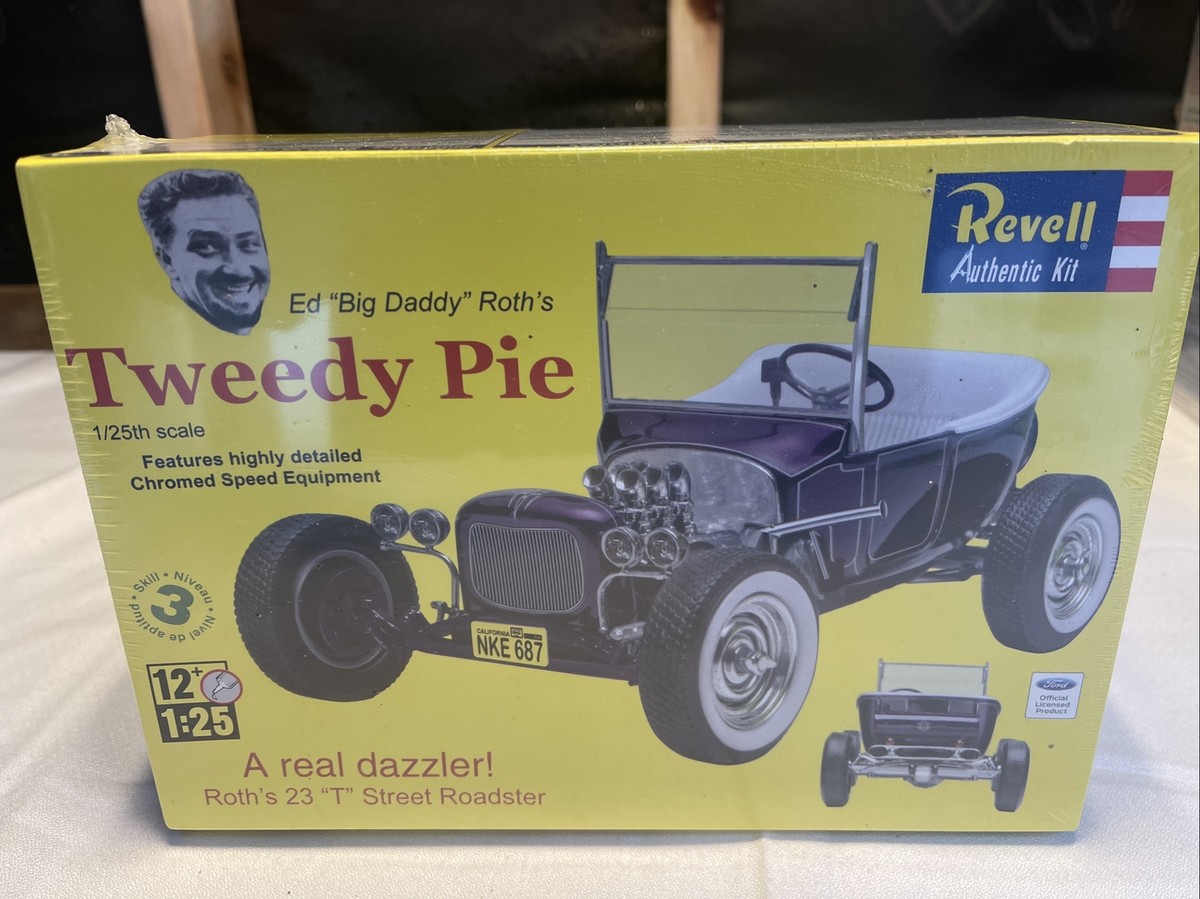 Revell
Authentic Kit
Ed “Big Daddy” Roth’s
Tweedy Pie
1/25th scale
Features highly detailed
Chromed Speed Equipment
Skill • Niveau • Nivel de aptitud •
3
12+
1:25
CALIFORNIA
NKE 687
Ford
Official
Licensed
Product
A real dazzler!
Roth’s 23 “T” Street Roadster